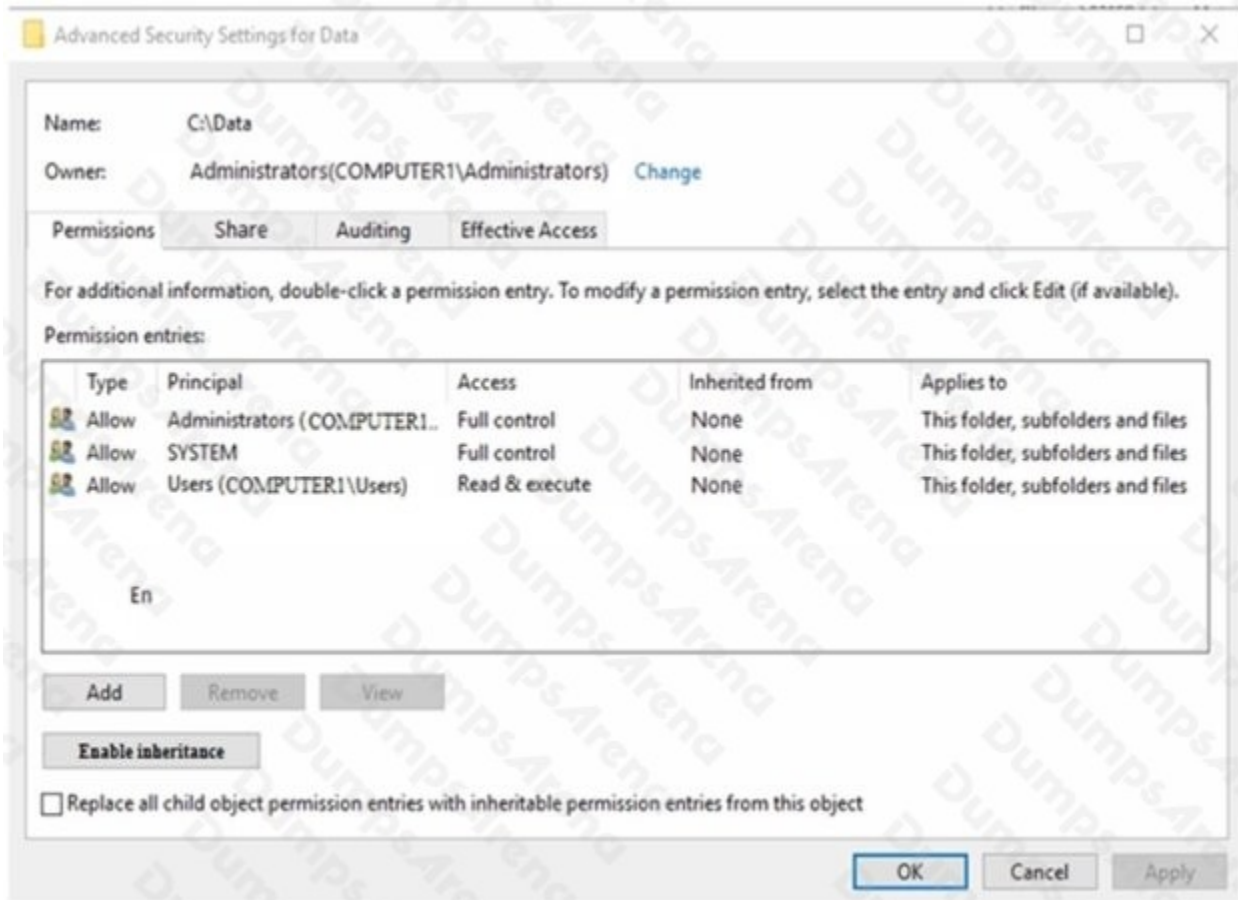 Advanced Security Settings for Data
Name: C:\Data
Owner: Administrators(COMPUTER1\Administrators) Change
Permissions Share Auditing Effective Access
For additional information, double-click a permission entry. To modify a permission entry, select the entry and click Edit (if available).
Permission entries:
Type Principal Access Inherited from Applies to
Allow Administrators (COMPUTER1.. Full control None This folder, subfolders and files
Allow SYSTEM Full control None This folder, subfolders and files
Allow Users (COMPUTER1\Users) Read & execute None This folder, subfolders and files
En
Add Remove View
Enable inheritance
Replace all child object permission entries with inheritable permission entries from this object
OK Cancel Apply
DumpsArena